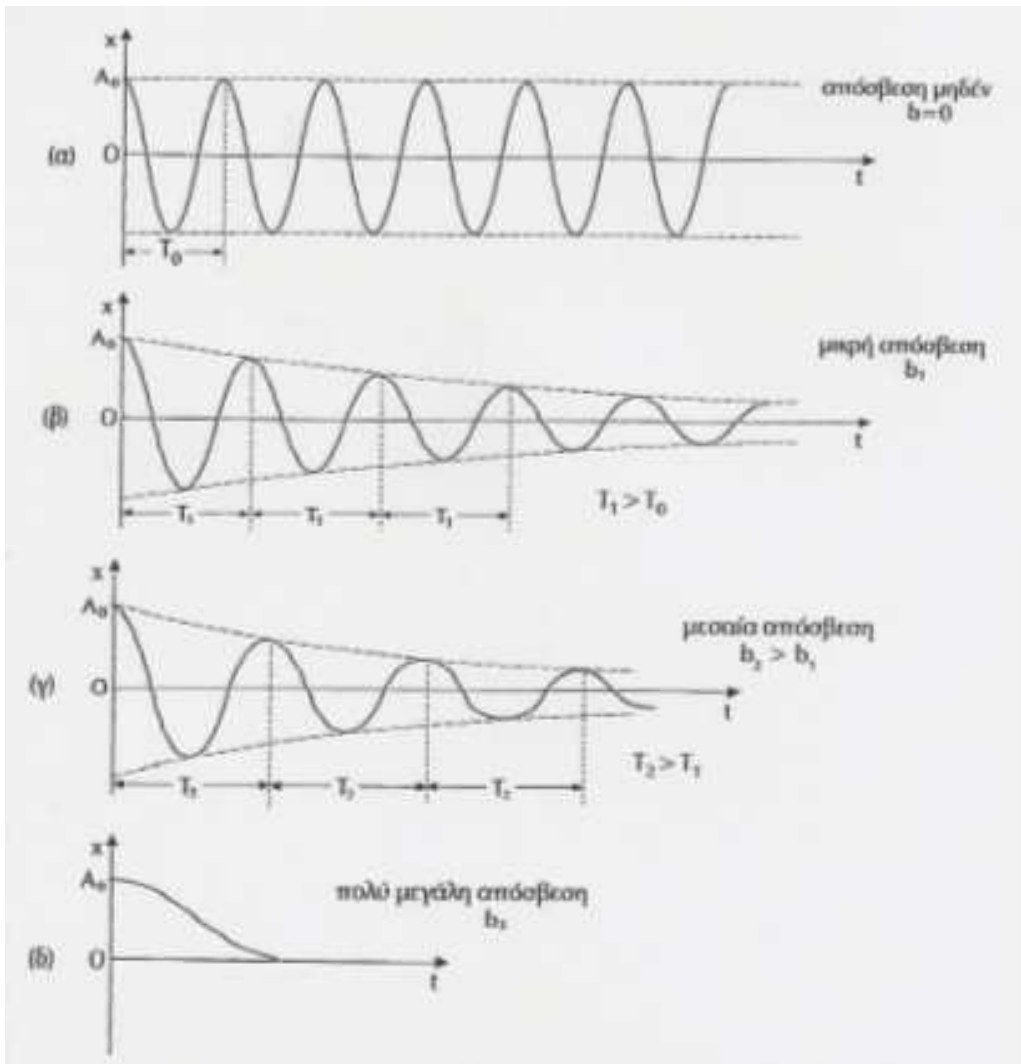 x
A₀
απόσβεση μηδέν
b=0
(α)
O
t
T₀
x
A₀
μικρή απόσβεση
b₁
(β)
O
t
T₁
T₁
T₁
T₁ > T₀
x
A₀
μεσαία απόσβεση
b₂ > b₁
(γ)
O
t
T₂ > T₁
T₂
T₂
T₂
x
A₀
πολύ μεγάλη απόσβεση
b₃
(δ)
O
t